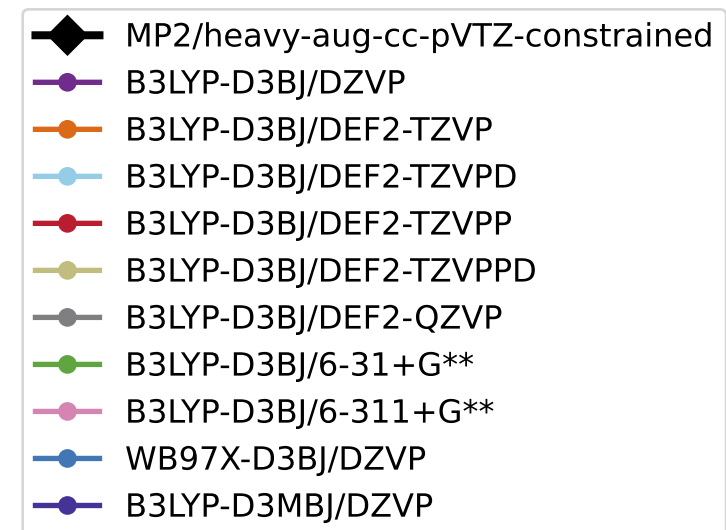 MP2/heavy-aug-cc-pVTZ-constrained
B3LYP-D3BJ/DZVP
B3LYP-D3BJ/DEF2-TZVP
B3LYP-D3BJ/DEF2-TZVPD
B3LYP-D3BJ/DEF2-TZVPP
B3LYP-D3BJ/DEF2-TZVPPD
B3LYP-D3BJ/DEF2-QZVP
B3LYP-D3BJ/6-31+G**
B3LYP-D3BJ/6-311+G**
WB97X-D3BJ/DZVP
B3LYP-D3MBJ/DZVP